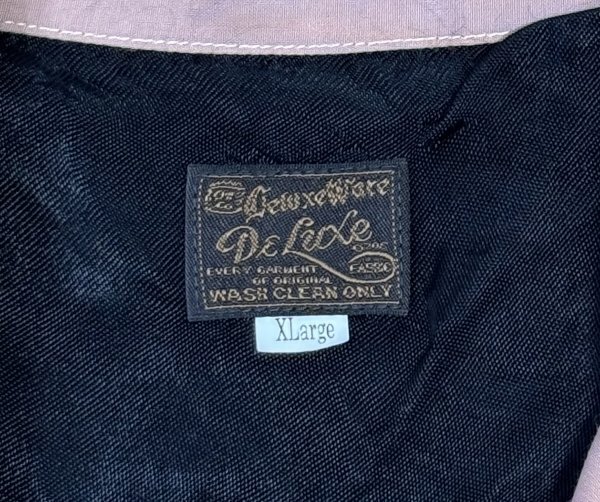 DeluxeWare
DeLuxe
EVERY GARMENT
OF ORIGINAL
WASH CLEAN ONLY
XLarge